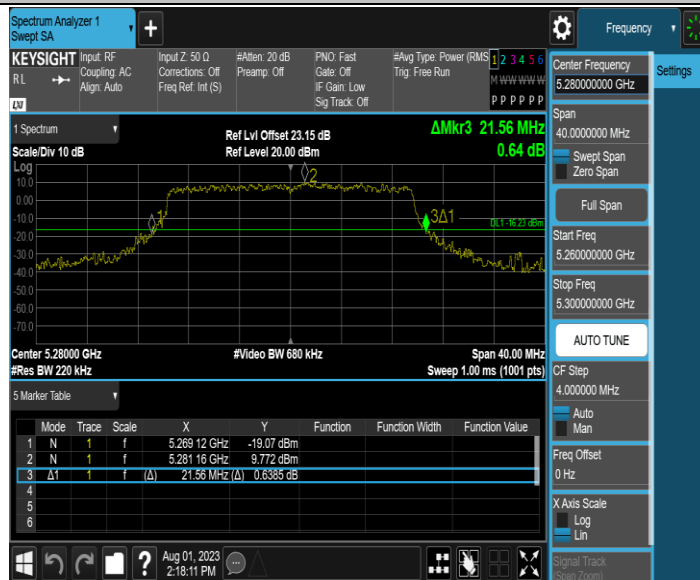 Spectrum Analyzer 1
Swept SA
+
Frequency
KEYSIGHT
RL
Input: RF
Coupling: AC
Align: Auto
Input Z: 50 Ω
Corrections: Off
Freq Ref: Int (S)
#Atten: 20 dB
Preamp: Off
PNO: Fast
Gate: Off
IF Gain: Low
Sig Track: Off
#Avg Type: Power (RMS
Trig: Free Run
1 2 3 4 5 6
M W W W W W
P P P P P P
LXI
1 Spectrum
Scale/Div 10 dB
Ref Lvl Offset 23.15 dB
Ref Level 20.00 dBm
ΔMkr3 21.56 MHz
0.64 dB
Log
10.0
0.00
-10.0
-20.0
-30.0
-40.0
-50.0
-60.0
-70.0
1
2
3Δ1
DL1 -16.23 dBm
Center 5.28000 GHz
#Res BW 220 kHz
#Video BW 680 kHz
Span 40.00 MHz
Sweep 1.00 ms (1001 pts)
5 Marker Table
Mode Trace Scale X Y Function Function Width Function Value
1 N 1 f 5.269 12 GHz -19.07 dBm
2 N 1 f 5.281 16 GHz 9.772 dBm
3 Δ1 1 f (Δ) 21.56 MHz (Δ) 0.6385 dB
4
5
6
?
Aug 01, 2023
2:18:11 PM
Settings
Center Frequency
5.280000000 GHz
Span
40.0000000 MHz
Swept Span
Zero Span
Full Span
Start Freq
5.260000000 GHz
Stop Freq
5.300000000 GHz
AUTO TUNE
CF Step
4.000000 MHz
Auto
Man
Freq Offset
0 Hz
X Axis Scale
Log
Lin
Signal Track
(Span Zoom)